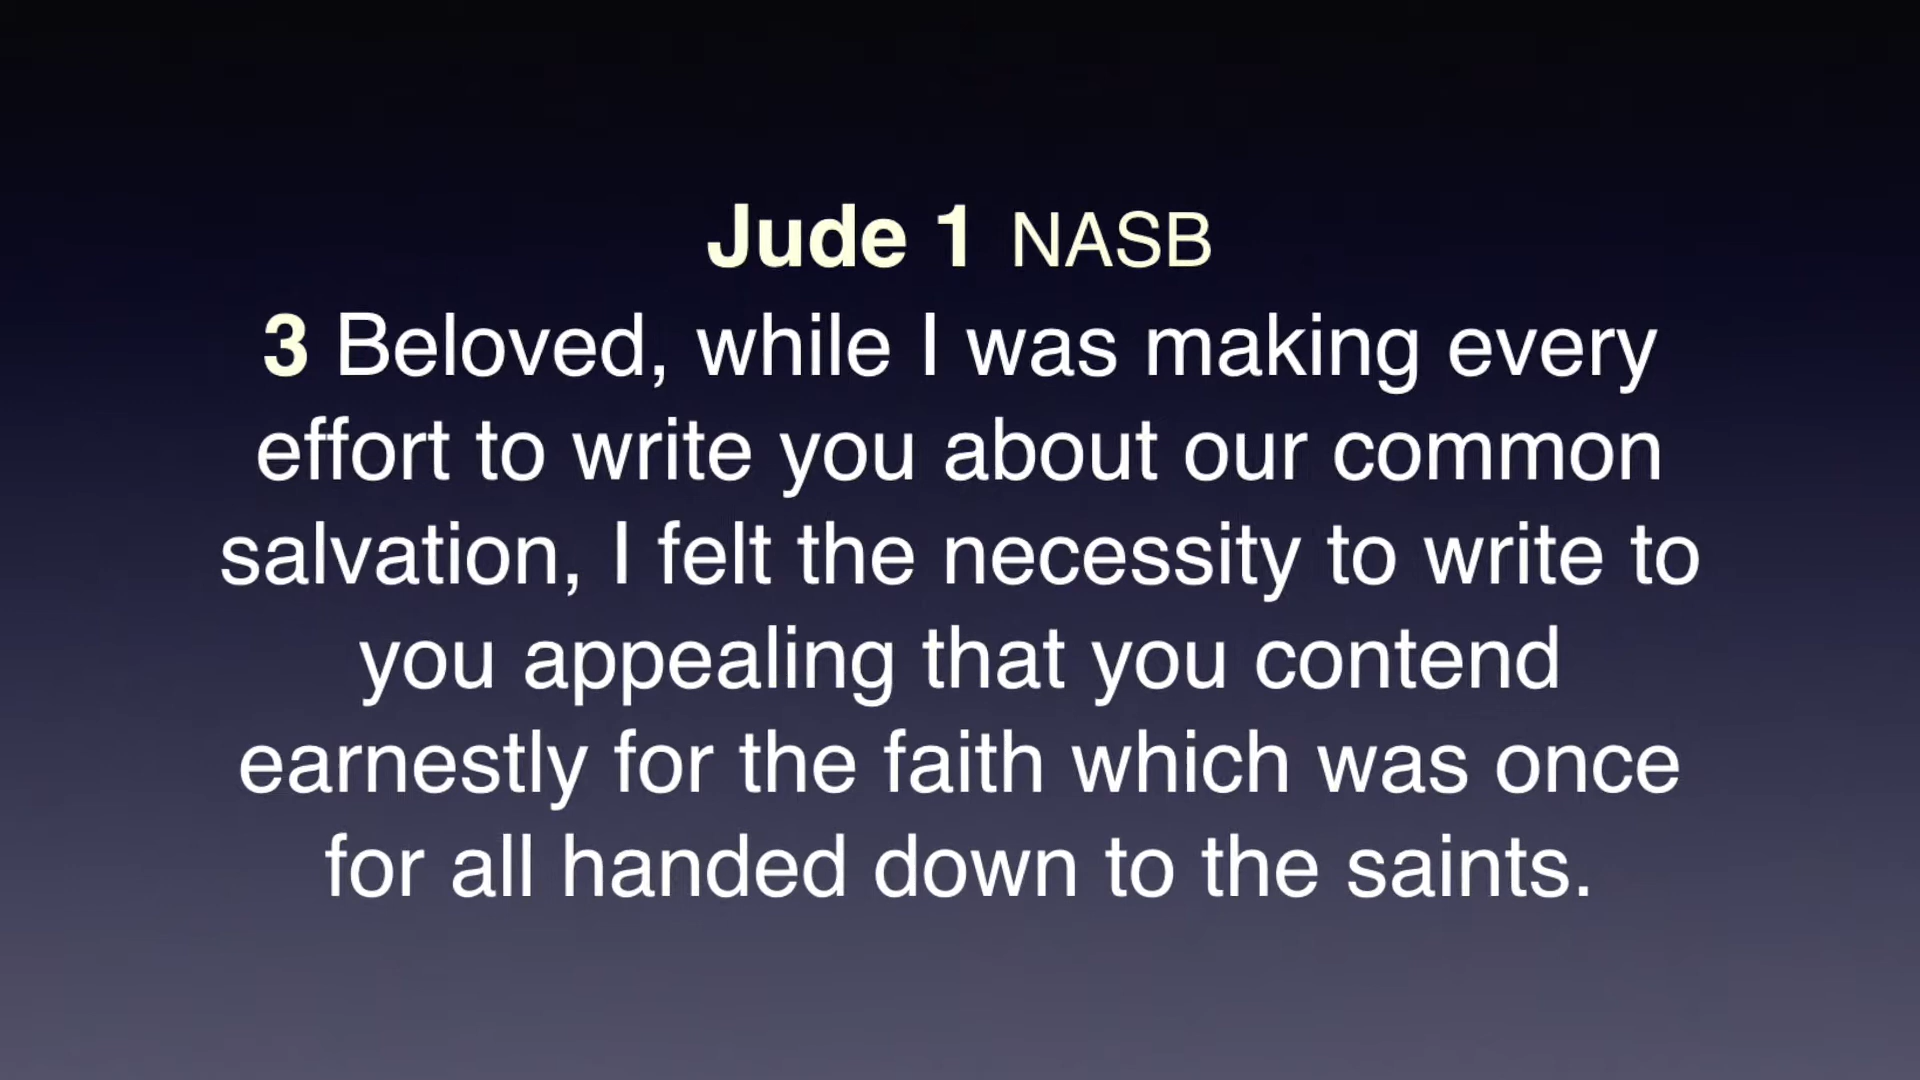 Jude 1 NASB
3 Beloved, while I was making every
effort to write you about our common
salvation, I felt the necessity to write to
you appealing that you contend
earnestly for the faith which was once
for all handed down to the saints.